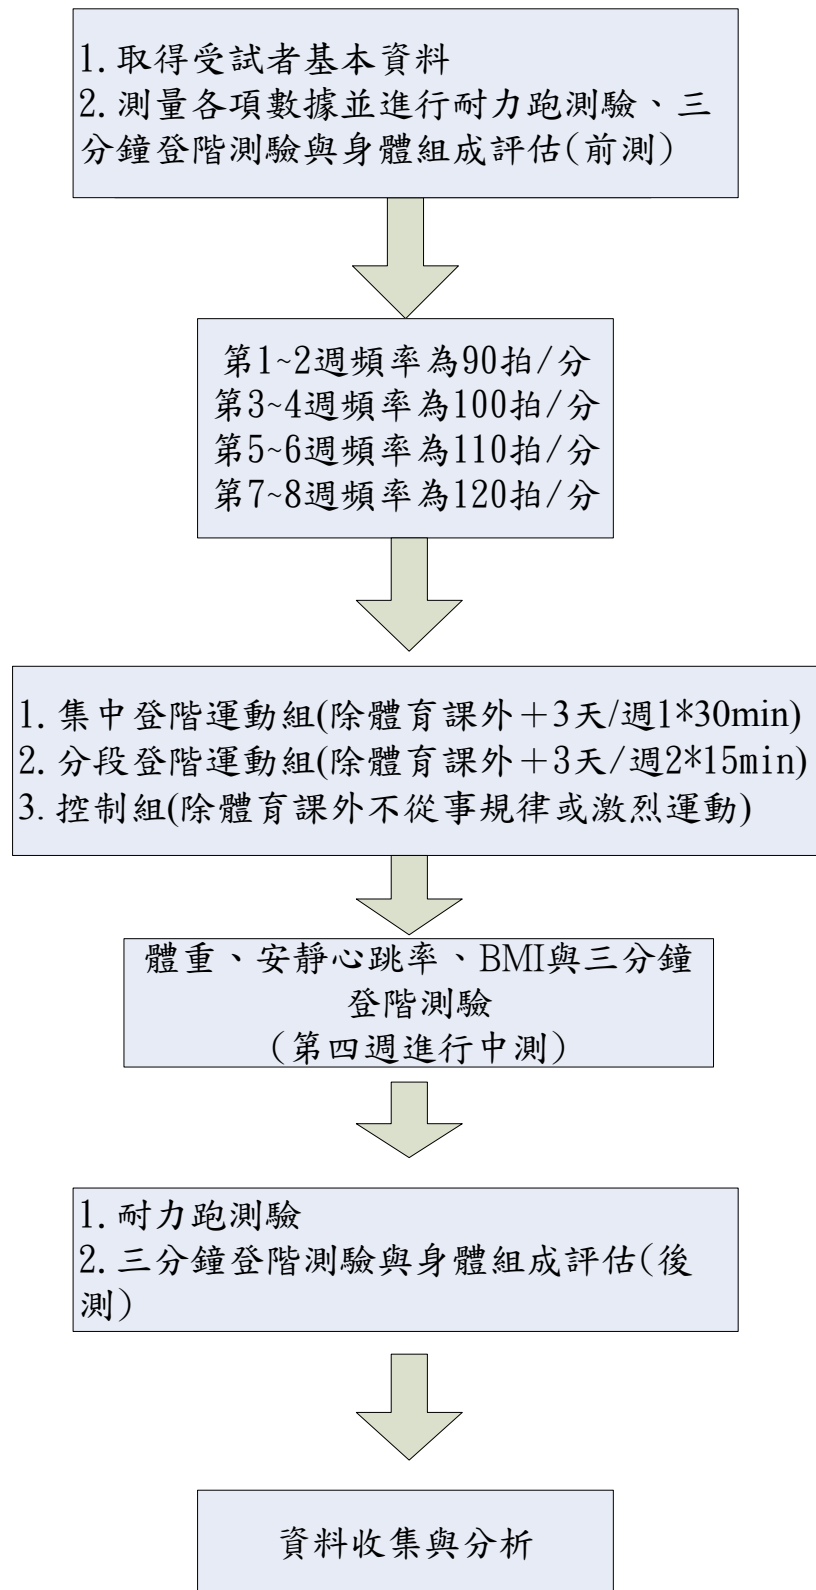 1. 取得受試者基本資料
2. 測量各項數據並進行耐力跑測驗、三
分鐘登階測驗與身體組成評估(前測)
第1~2週頻率為90拍/分
第3~4週頻率為100拍/分
第5~6週頻率為110拍/分
第7~8週頻率為120拍/分
1. 集中登階運動組(除體育課外＋3天/週1*30min)
2. 分段登階運動組(除體育課外＋3天/週2*15min)
3. 控制組(除體育課外不從事規律或激烈運動)
體重、安靜心跳率、BMI與三分鐘
登階測驗
(第四週進行中測)
1. 耐力跑測驗
2. 三分鐘登階測驗與身體組成評估(後
測)
資料收集與分析